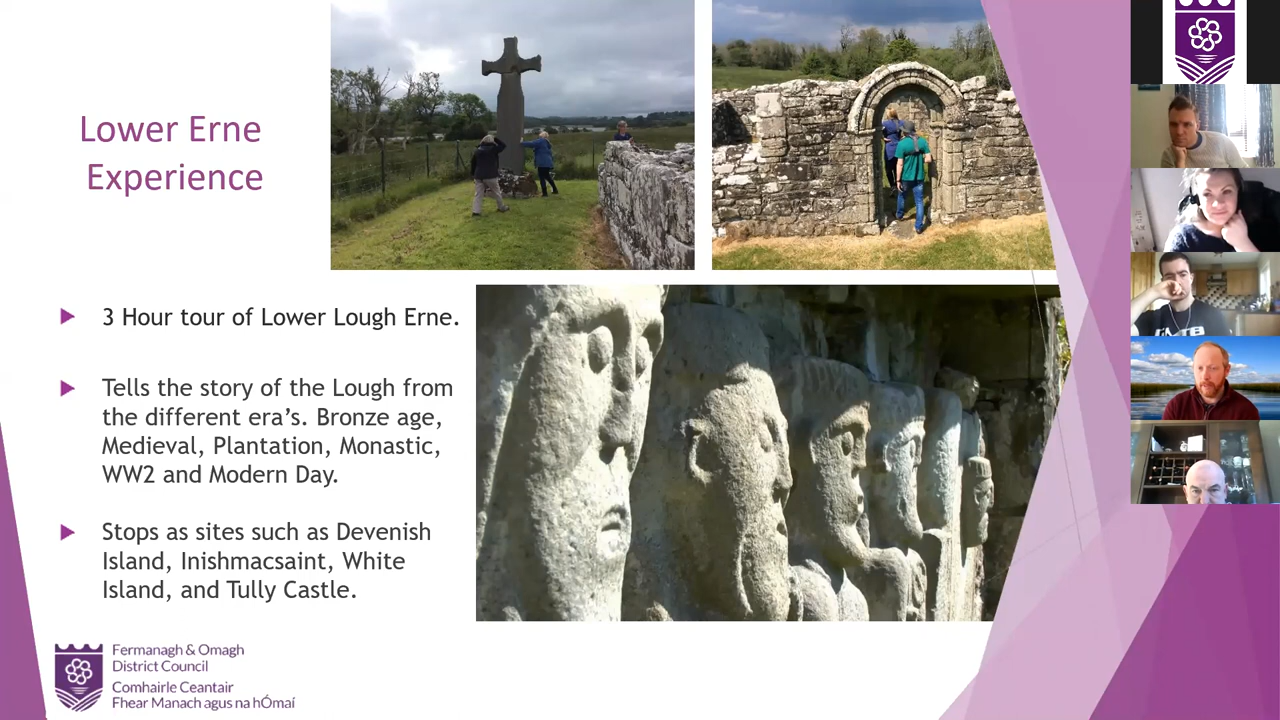 Lower Erne
Experience
3 Hour tour of Lower Lough Erne.
Tells the story of the Lough from
the different era’s. Bronze age,
Medieval, Plantation, Monastic,
WW2 and Modern Day.
Stops as sites such as Devenish
Island, Inishmacsaint, White
Island, and Tully Castle.
Fermanagh & Omagh
District Council
Comhairle Ceantair
Fhear Manach agus na hÓmaí